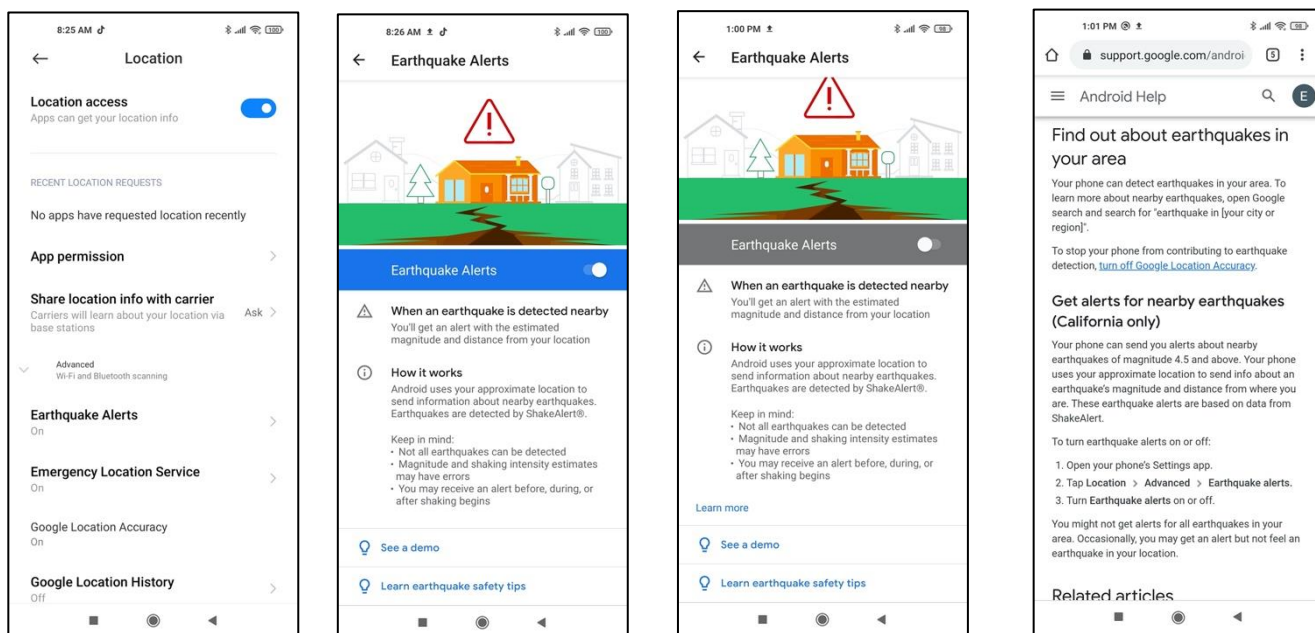 8:25 AM
100
Location
Location access
Apps can get your location info
RECENT LOCATION REQUESTS
No apps have requested location recently
App permission
Share location info with carrier
Carriers will learn about your location via
base stations
Ask
Advanced
Wi-Fi and Bluetooth scanning
Earthquake Alerts
On
Emergency Location Service
On
Google Location Accuracy
On
Google Location History
Off
8:26 AM
100
Earthquake Alerts
Earthquake Alerts
When an earthquake is detected nearby
You'll get an alert with the estimated
magnitude and distance from your location
How it works
Android uses your approximate location to
send information about nearby earthquakes.
Earthquakes are detected by ShakeAlert®.
Keep in mind:
• Not all earthquakes can be detected
• Magnitude and shaking intensity estimates
may have errors
• You may receive an alert before, during, or
after shaking begins
See a demo
Learn earthquake safety tips
1:00 PM
98
Earthquake Alerts
Earthquake Alerts
When an earthquake is detected nearby
You'll get an alert with the estimated
magnitude and distance from your location
How it works
Android uses your approximate location to
send information about nearby earthquakes.
Earthquakes are detected by ShakeAlert®.
Keep in mind:
• Not all earthquakes can be detected
• Magnitude and shaking intensity estimates
may have errors
• You may receive an alert before, during, or
after shaking begins
Learn more
See a demo
Learn earthquake safety tips
1:01 PM
98
support.google.com/androi
5
Android Help
E
Find out about earthquakes in
your area
Your phone can detect earthquakes in your area. To
learn more about nearby earthquakes, open Google
search and search for "earthquake in [your city or
region]".
To stop your phone from contributing to earthquake
detection, turn off Google Location Accuracy.
Get alerts for nearby earthquakes
(California only)
Your phone can send you alerts about nearby
earthquakes of magnitude 4.5 and above. Your phone
uses your approximate location to send info about an
earthquake's magnitude and distance from where you
are. These earthquake alerts are based on data from
ShakeAlert.
To turn earthquake alerts on or off:
1. Open your phone's Settings app.
2. Tap Location > Advanced > Earthquake alerts.
3. Turn Earthquake alerts on or off.
You might not get alerts for all earthquakes in your
area. Occasionally, you may get an alert but not feel an
earthquake in your location.
Related articles